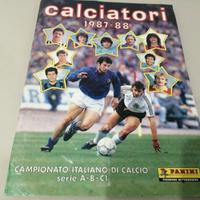 calciatori
1987-88
PANINI
CAMPIONATO ITALIANO DI CALCIO
serie A-B-C1